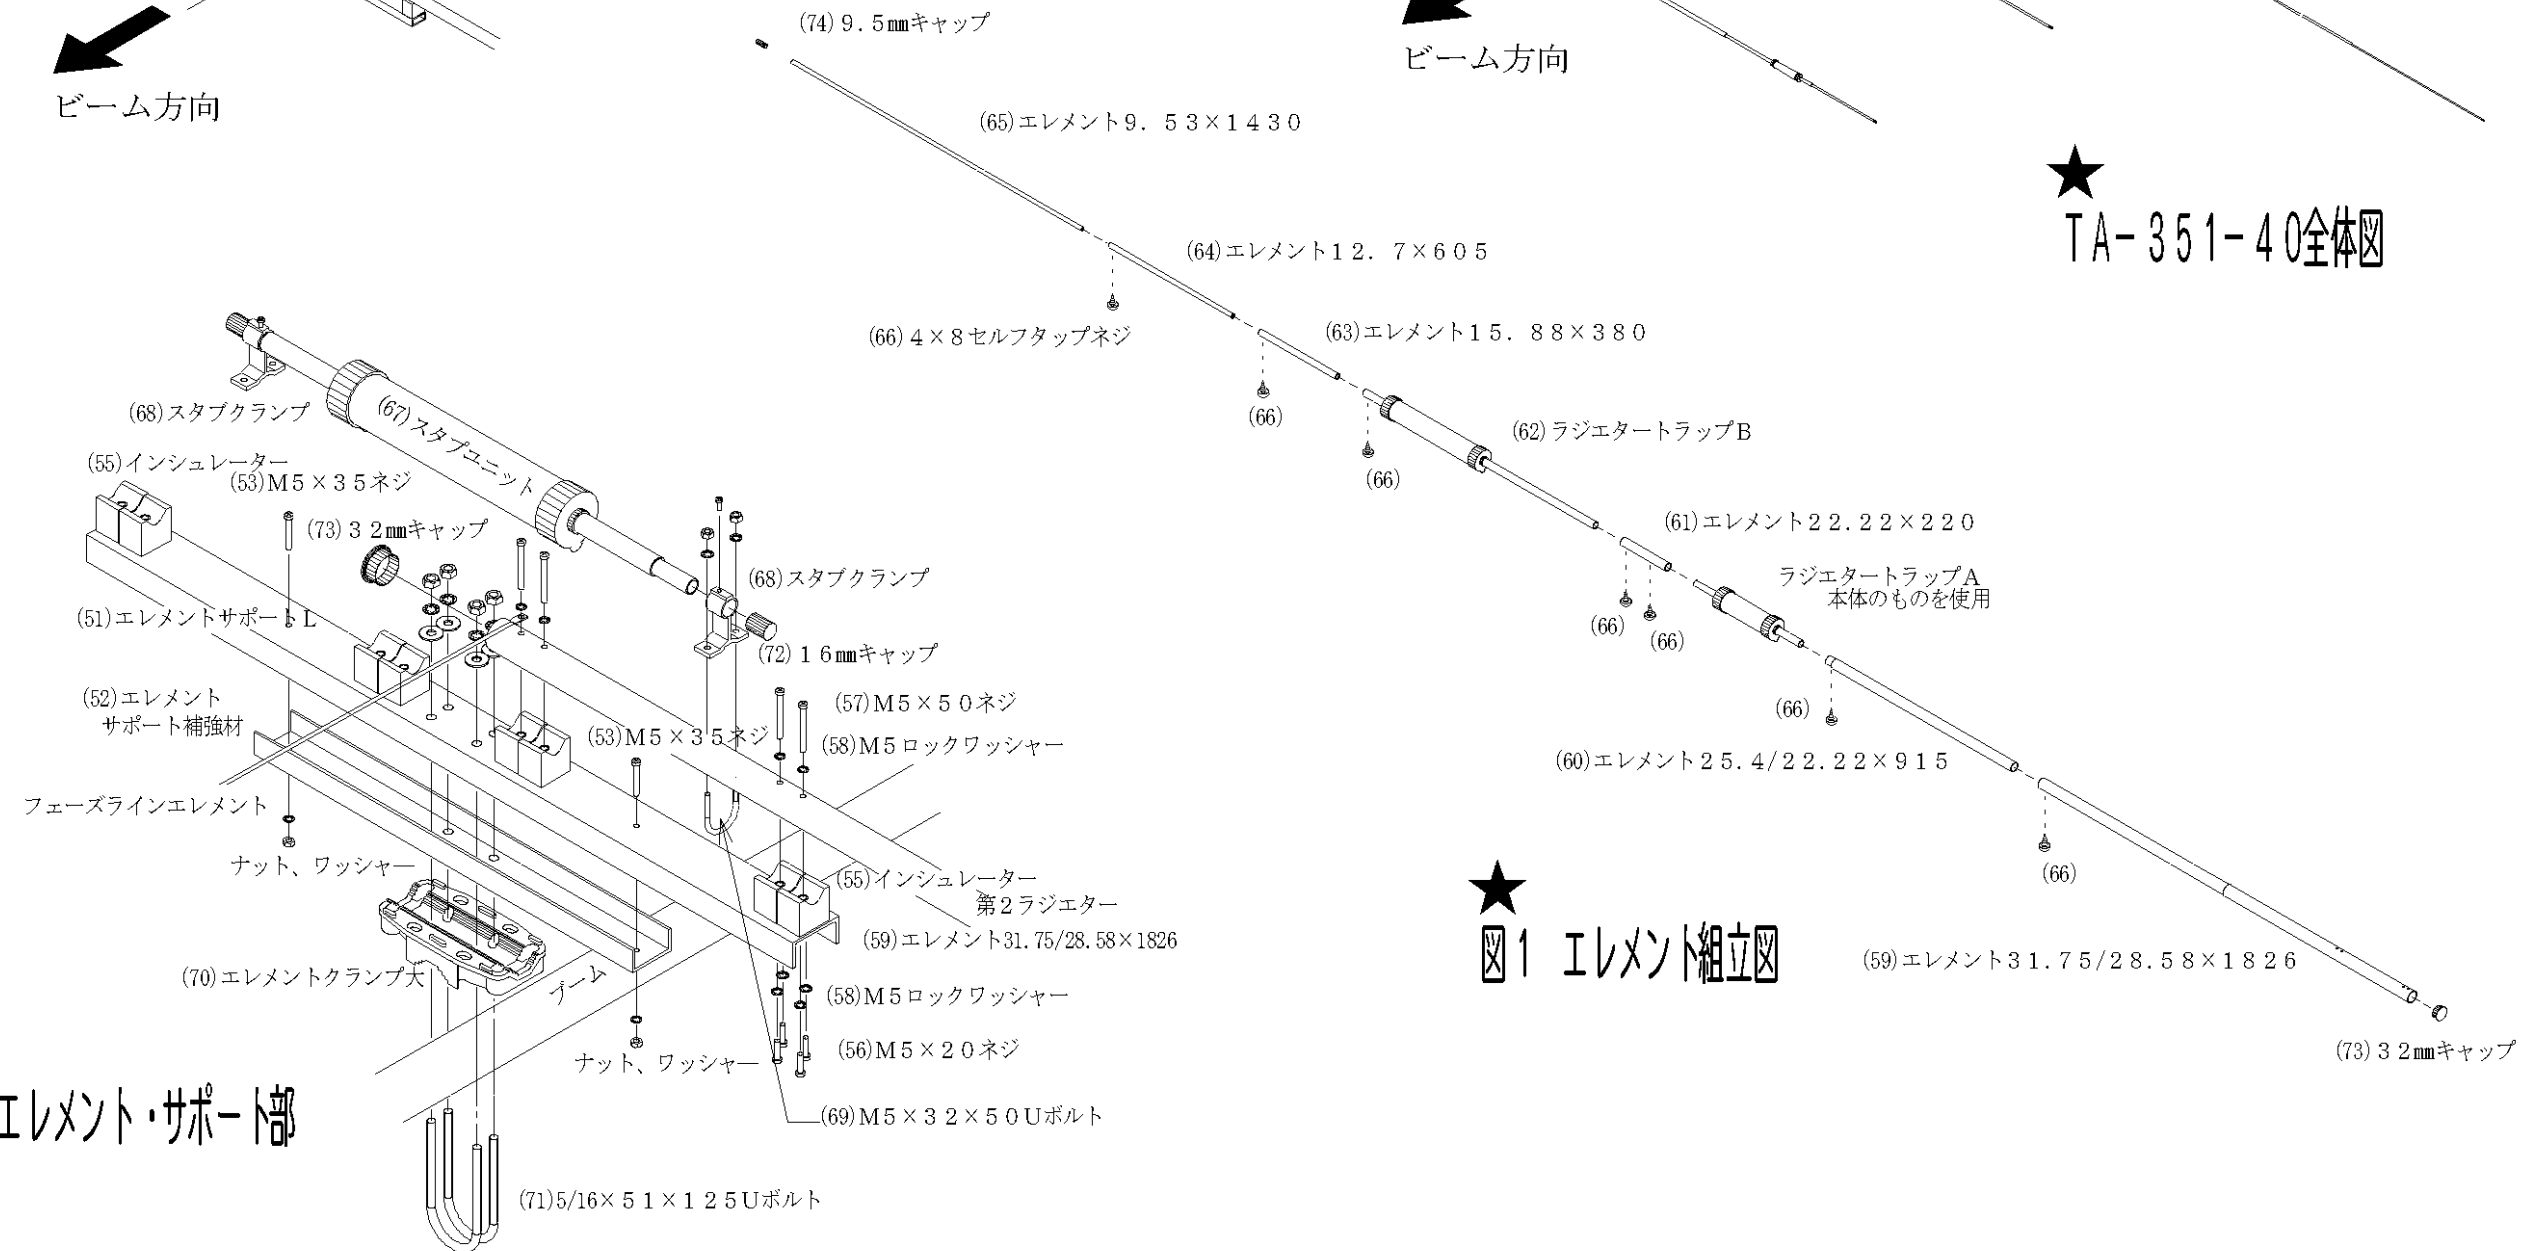 (74)9.5㎜キャップ
ビーム方向
ビーム方向
(65)エレメント9.53×1430
TA-351-40全体図
(64)エレメント12.7×605
(66)4×8セルフタップネジ
(63)エレメント15.88×380
(66)
(62)ラジエタートラップB
(66)
(61)エレメント22.22×220
ラジエタートラップA
本体のものを使用
(66)
(66)
(66)
(60)エレメント25.4/22.22×915
(66)
(59)エレメント31.75/28.58×1826
(73)32㎜キャップ
図1 エレメント組立図
(68)スタブクランプ
(67)スタブユニット
(55)インシュレーター
(53)M5×35ネジ
(73)32㎜キャップ
(68)スタブクランプ
(51)エレメントサポートL
(72)16㎜キャップ
(52)エレメント
サポート補強材
(57)M5×50ネジ
(53)M5×35ネジ
(58)M5ロックワッシャー
フェーズラインエレメント
ナット、ワッシャー
(55)インシュレーター
第2ラジエター
(59)エレメント31.75/28.58×1826
(70)エレメントクランプ大
ブーム
(58)M5ロックワッシャー
(56)M5×20ネジ
ナット、ワッシャー
(69)M5×32×50Uボルト
エレメント・サポート部
(71)5/16×51×125Uボルト